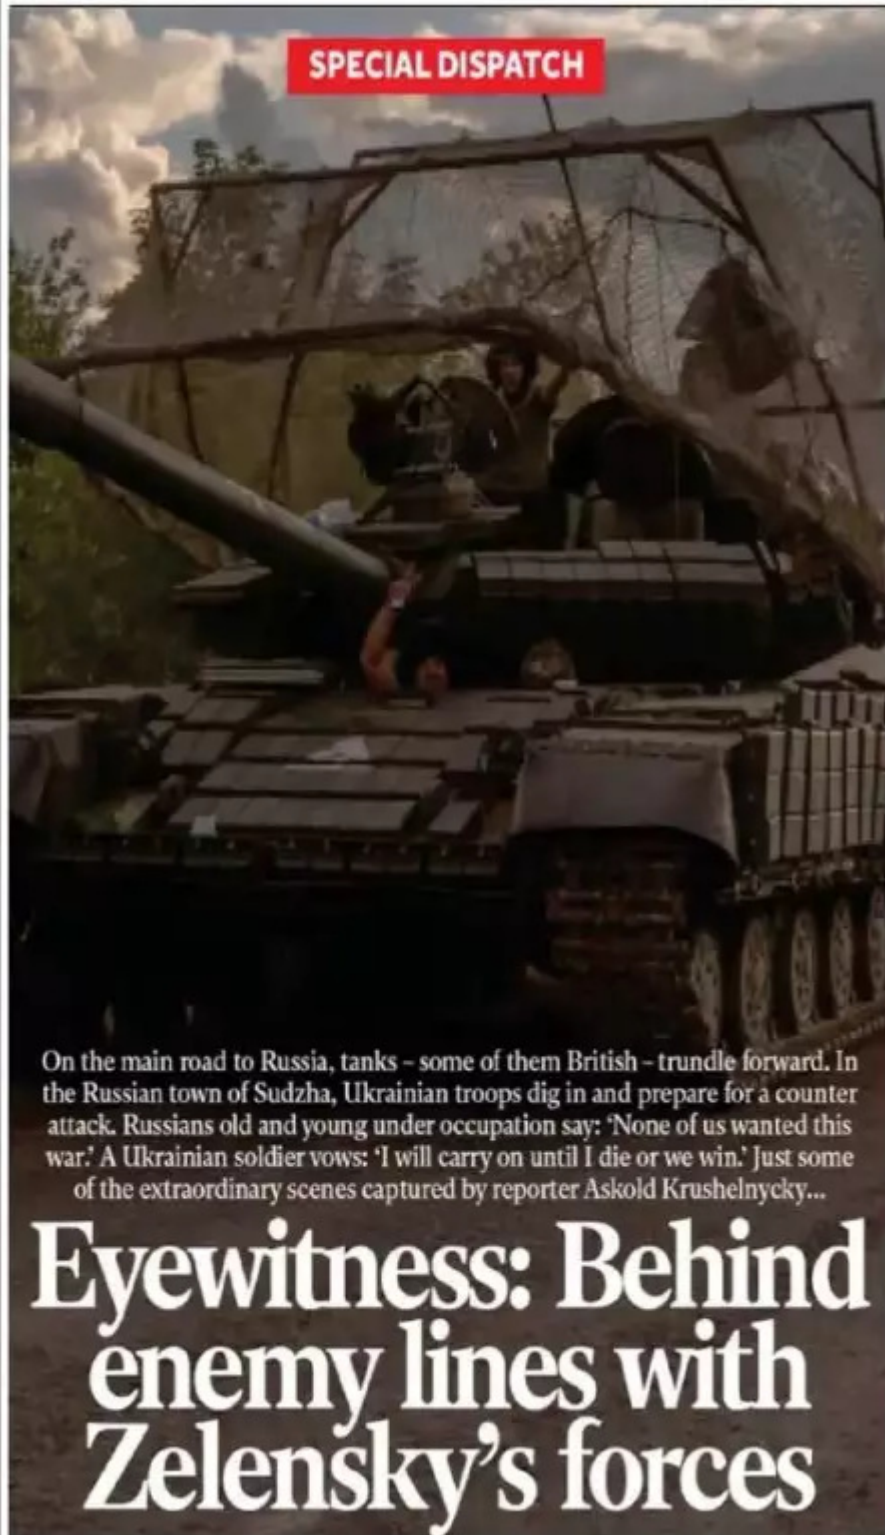 SPECIAL DISPATCH
On the main road to Russia, tanks – some of them British – trundle forward. In
the Russian town of Sudzha, Ukrainian troops dig in and prepare for a counter
attack. Russians old and young under occupation say: ‘None of us wanted this
war.’ A Ukrainian soldier vows: ‘I will carry on until I die or we win.’ Just some
of the extraordinary scenes captured by reporter Askold Krushelnycky...
Eyewitness: Behind
enemy lines with
Zelensky’s forces